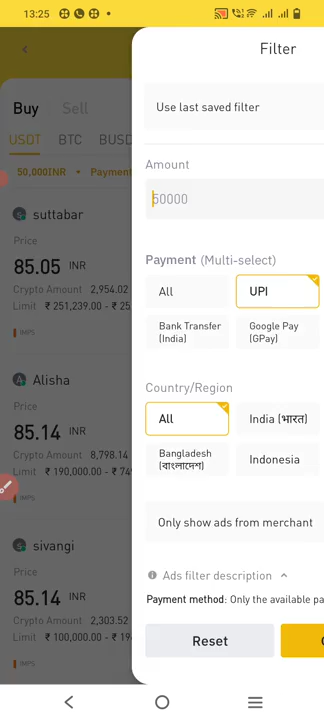 13:25
Filter
Buy Sell
USDT BTC BUSD
50,000INR • Payment
suttabar
Price
85.05 INR
Crypto Amount 2,954.02
Limit ₹ 251,239.00 - ₹ 25
IMPS
A Alisha
Price
85.14 INR
Crypto Amount 8,798.14
Limit ₹ 190,000.00 - ₹ 74
IMPS
sivangi
Price
85.14 INR
Crypto Amount 2,303.52
Limit ₹ 100,000.00 - ₹ 19
IMPS
Use last saved filter
Amount
50000
Payment (Multi-select)
All UPI
Bank Transfer
(India)
Google Pay
(GPay)
Country/Region
All India (भारत)
Bangladesh
(বাংলাদেশ)
Indonesia
Only show ads from merchant
Ads filter description
Payment method: Only the available pa
Reset